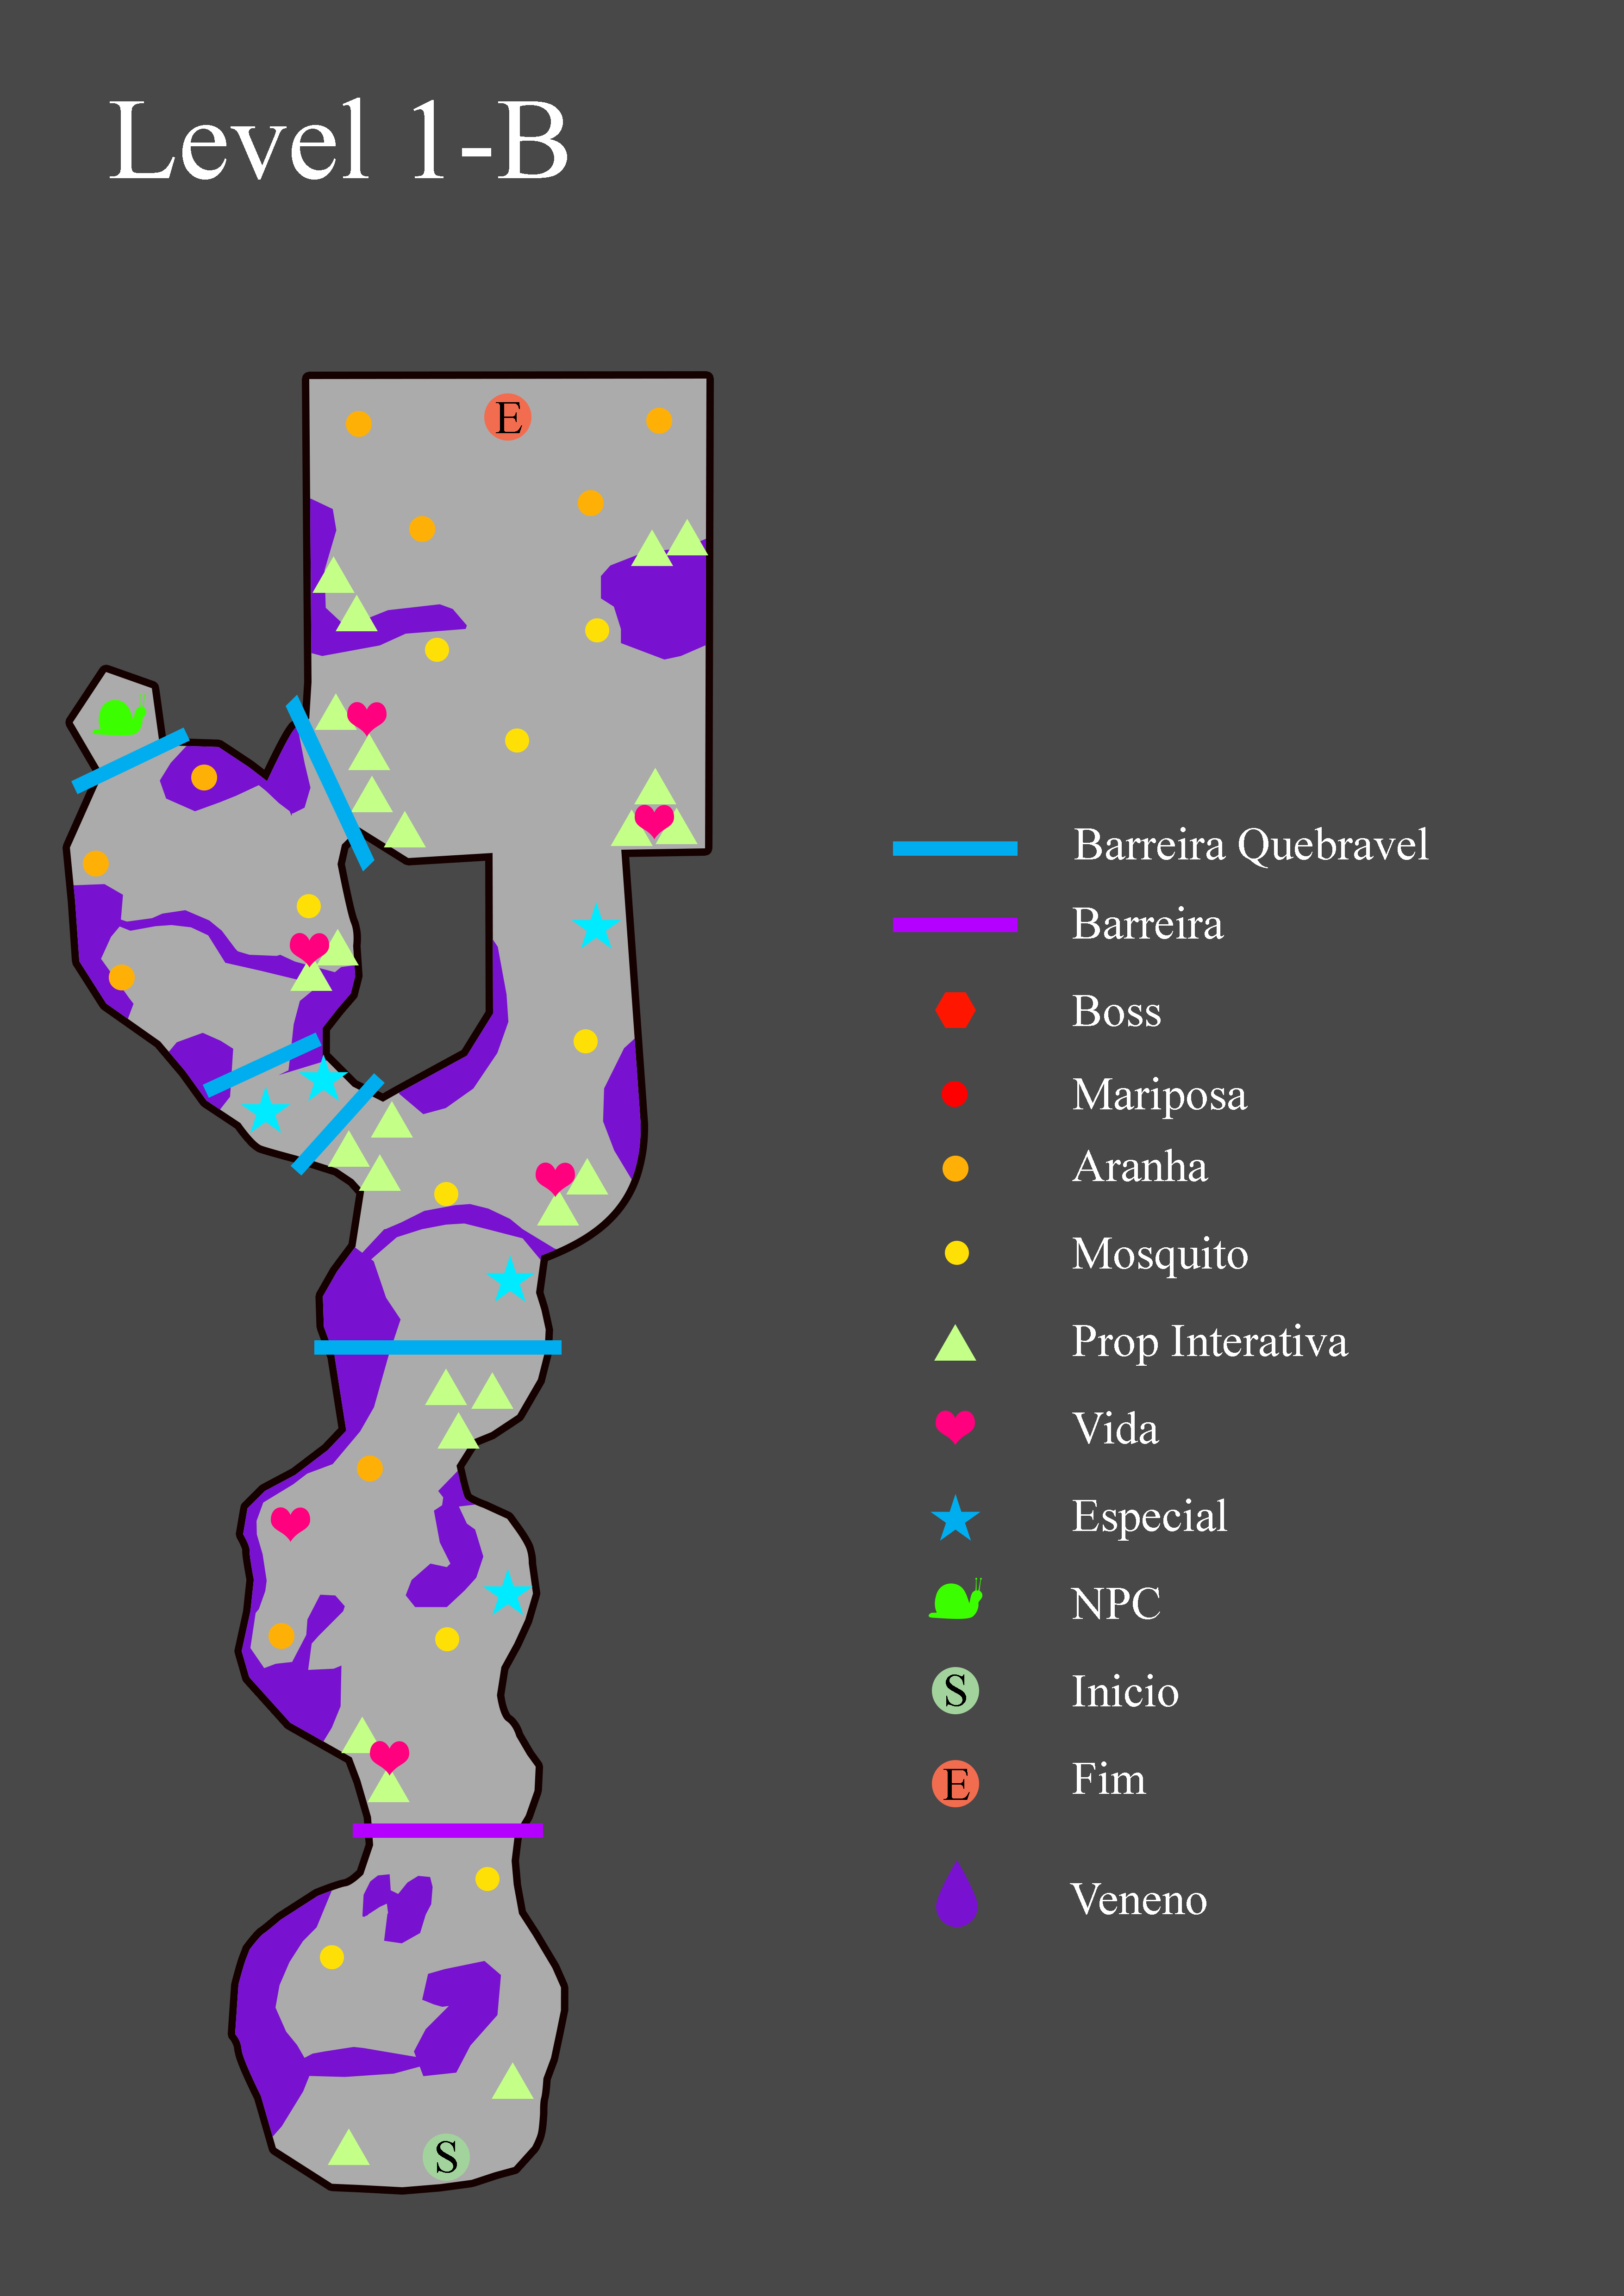 Level 1-B
E
Barreira Quebravel
Barreira
Boss
Mariposa
Aranha
Mosquito
Prop Interativa
Vida
Especial
NPC
S Inicio
E Fim
Veneno
S